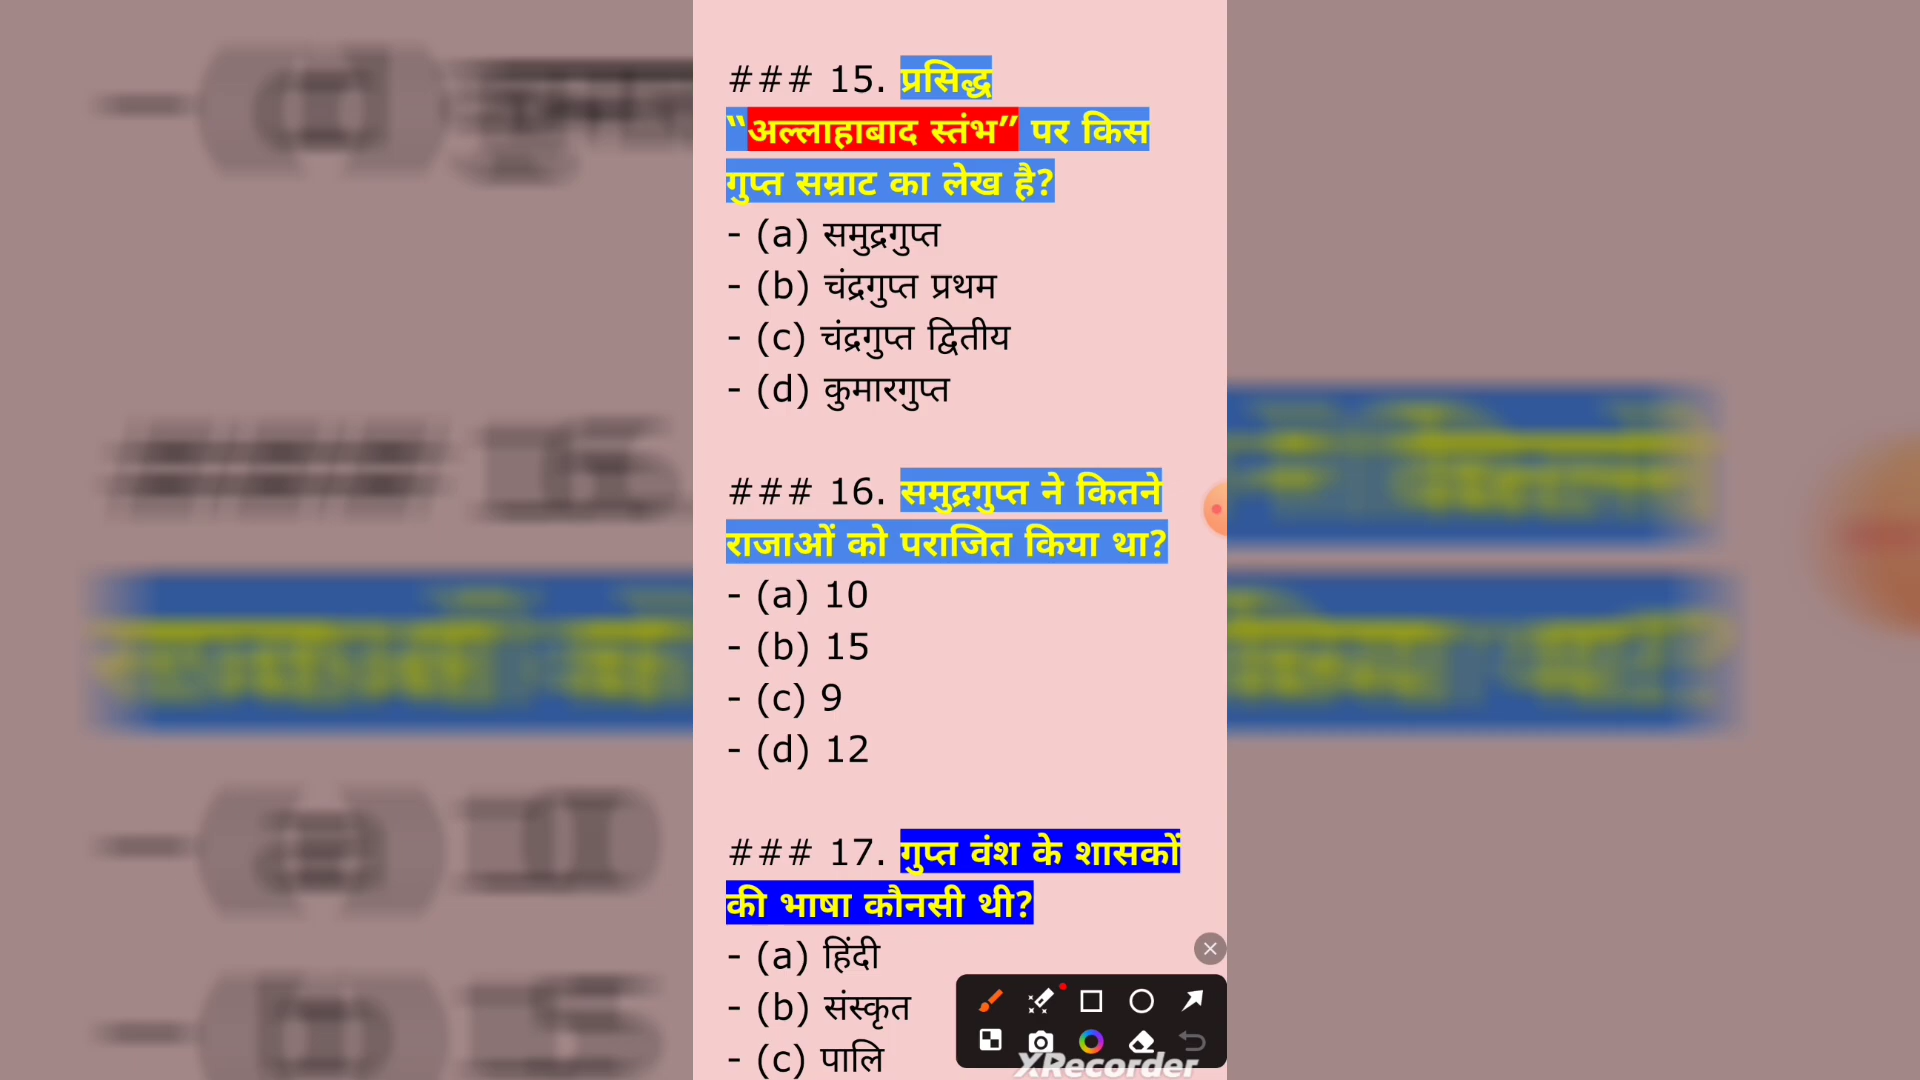 ### 15. प्रसिद्ध
“अल्लाहाबाद स्तंभ” पर किस
गुप्त सम्राट का लेख है?
- (a) समुद्रगुप्त
- (b) चंद्रगुप्त प्रथम
- (c) चंद्रगुप्त द्वितीय
- (d) कुमारगुप्त
### 16. समुद्रगुप्त ने कितने
राजाओं को पराजित किया था?
- (a) 10
- (b) 15
- (c) 9
- (d) 12
### 17. गुप्त वंश के शासकों
की भाषा कौनसी थी?
- (a) हिंदी
- (b) संस्कृत
- (c) पालि
XRecorder